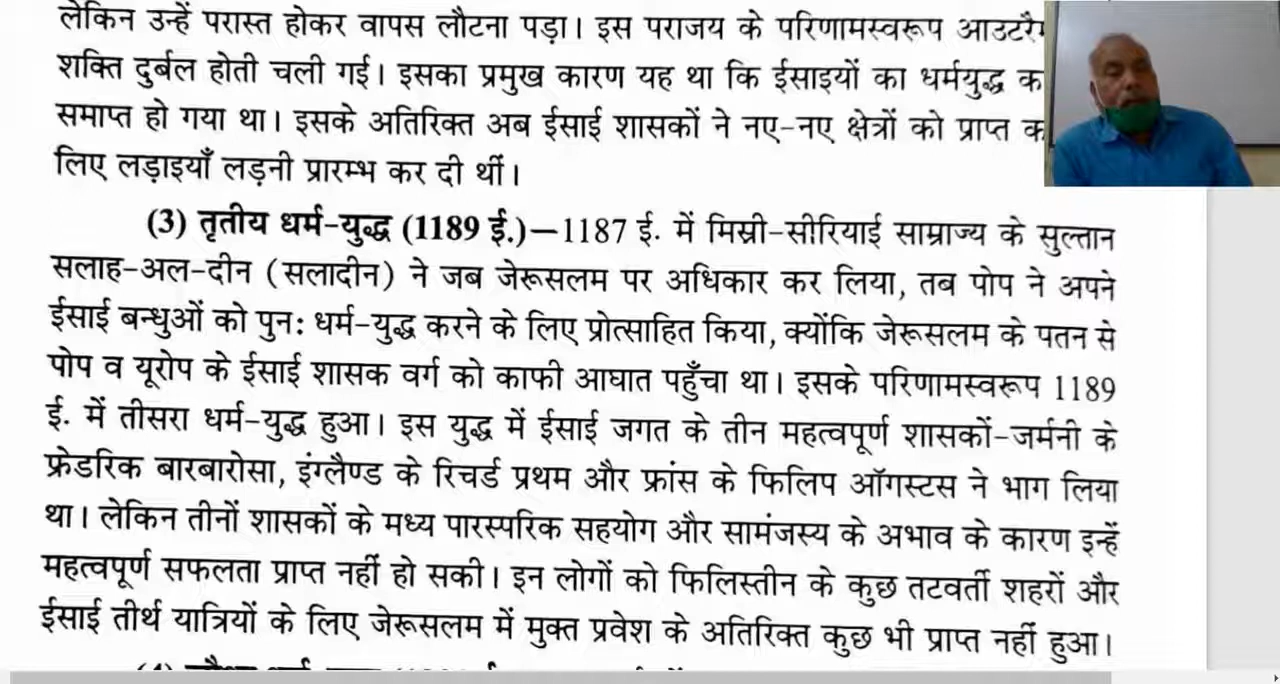 लेकिन उन्हें परास्त होकर वापस लौटना पड़ा। इस पराजय के परिणामस्वरूप
शक्ति दुर्बल होती चली गई। इसका प्रमुख कारण यह था कि ईसाइयों का धर्मयुद्ध
समाप्त हो गया था। इसके अतिरिक्त अब ईसाई शासकों ने नए-नए क्षेत्रों को प्राप्त
लिए लड़ाइयाँ लड़नी प्रारम्भ कर दी थीं।
(3) तृतीय धर्म-युद्ध (1189 ई.)—1187 ई. में मिस्री-सीरियाई साम्राज्य के सुल्तान
सलाह-अल-दीन (सलादीन) ने जब जेरूसलम पर अधिकार कर लिया, तब पोप ने अपने
ईसाई बन्धुओं को पुन: धर्म-युद्ध करने के लिए प्रोत्साहित किया, क्योंकि जेरूसलम के पतन से
पोप व यूरोप के ईसाई शासक वर्ग को काफी आघात पहुँचा था। इसके परिणामस्वरूप 1189
ई. में तीसरा धर्म-युद्ध हुआ। इस युद्ध में ईसाई जगत के तीन महत्वपूर्ण शासकों-जर्मनी के
फ्रेडरिक बारबारोसा, इंग्लैण्ड के रिचर्ड प्रथम और फ्रांस के फिलिप ऑगस्टस ने भाग लिया
था। लेकिन तीनों शासकों के मध्य पारस्परिक सहयोग और सामंजस्य के अभाव के कारण इन्हें
महत्वपूर्ण सफलता प्राप्त नहीं हो सकी। इन लोगों को फिलिस्तीन के कुछ तटवर्ती शहरों और
ईसाई तीर्थ यात्रियों के लिए जेरूसलम में मुक्त प्रवेश के अतिरिक्त कुछ भी प्राप्त नहीं हुआ।